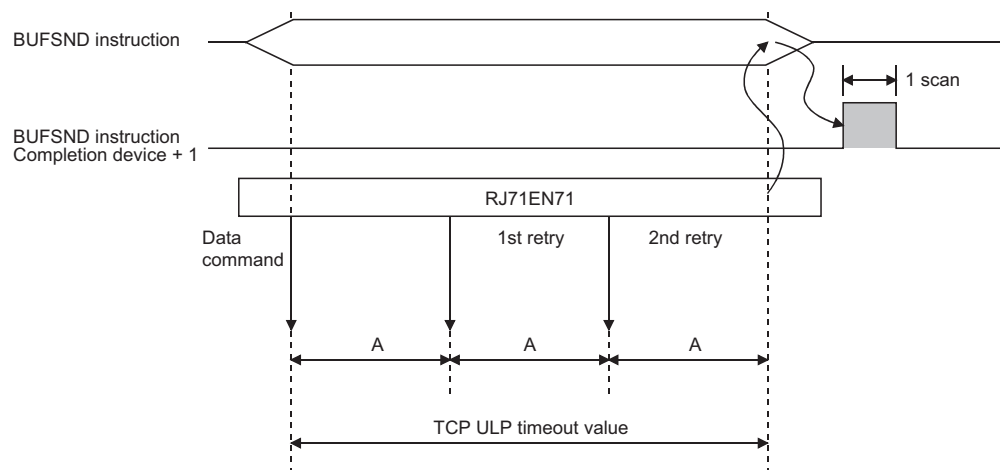 BUFSND instruction
1 scan
BUFSND instruction
Completion device + 1
RJ71EN71
Data
command
1st retry
2nd retry
A
A
A
TCP ULP timeout value